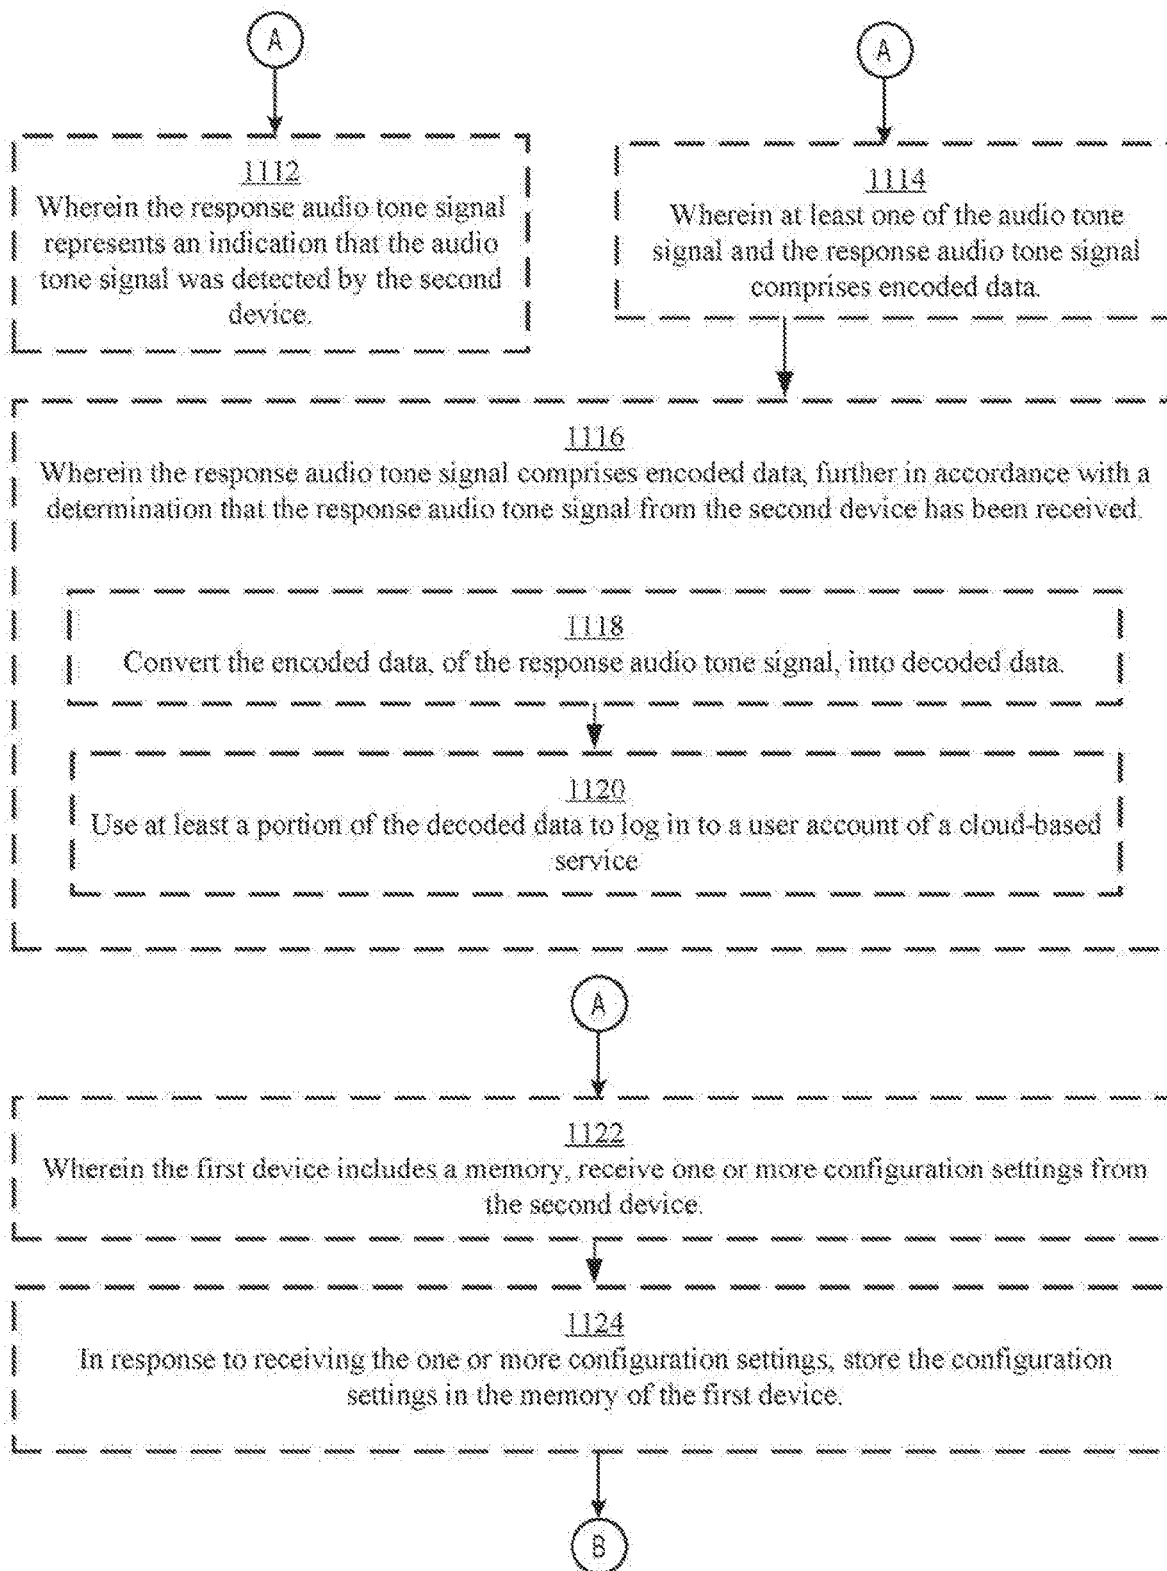 A
A
1112
Wherein the response audio tone signal
represents an indication that the audio
tone signal was detected by the second
device.
1114
Wherein at least one of the audio tone
signal and the response audio tone signal
comprises encoded data.
1116
Wherein the response audio tone signal comprises encoded data, further in accordance with a
determination that the response audio tone signal from the second device has been received.
1118
Convert the encoded data, of the response audio tone signal, into decoded data.
1120
Use at least a portion of the decoded data to log in to a user account of a cloud-based
service
A
1122
Wherein the first device includes a memory, receive one or more configuration settings from
the second device.
1124
In response to receiving the one or more configuration settings, store the configuration
settings in the memory of the first device.
B